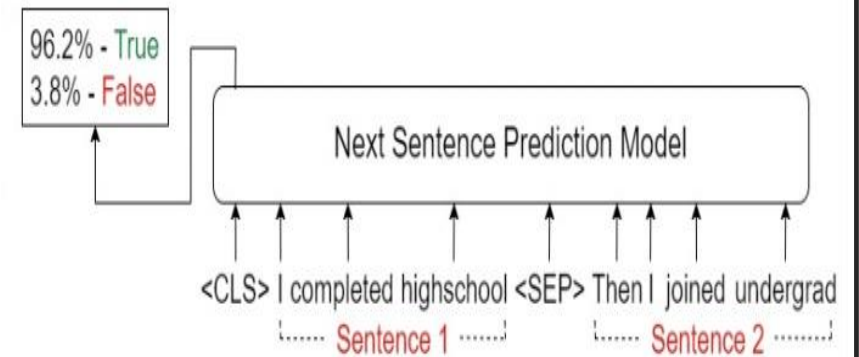 96.2% - True
3.8% - False
Next Sentence Prediction Model
<CLS> I completed highschool <SEP> Then I joined undergrad
Sentence 1 Sentence 2